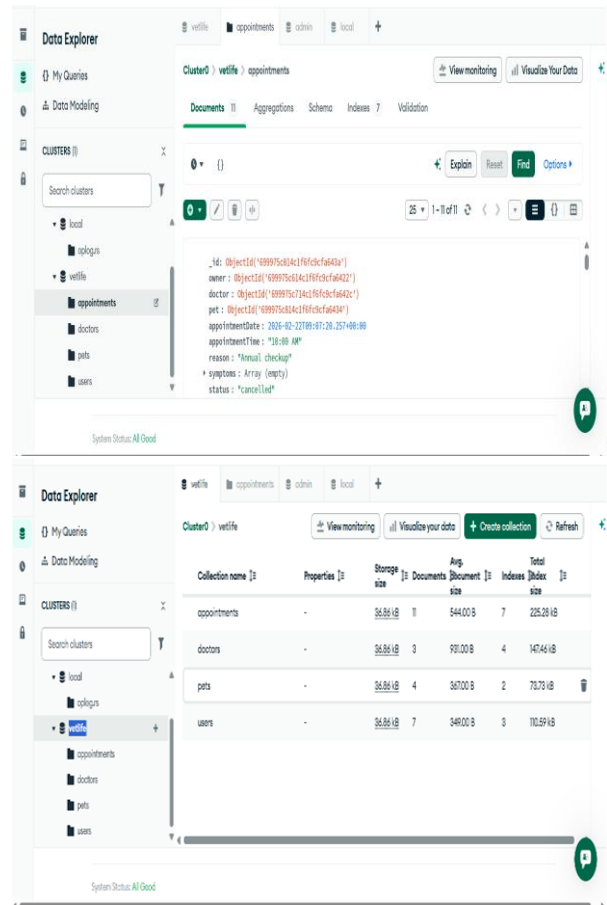 vetlife appointments admin local +
Data Explorer
{} My Queries
Data Modeling
CLUSTERS (1)
Search clusters
local
oplog.rs
vetlife
appointments
doctors
pets
users
Cluster0 > vetlife > appointments
View monitoring Visualize Your Data
Documents 11 Aggregations Schema Indexes 7 Validation
{} Explain Reset Find Options
25 1-11 of 11 {}
_id: ObjectId('699975c814c1f6fc9cfa643a')
owner: ObjectId('699975c614c1f6fc9cfa6422')
doctor: ObjectId('699975c714c1f6fc9cfa642c')
pet: ObjectId('699975c814c1f6fc9cfa6434')
appointmentDate: 2026-02-22T09:07:20.257+00:00
appointmentTime: "10:00 AM"
reason: "Annual checkup"
symptoms: Array (empty)
status: "cancelled"
System Status: All Good
vetlife appointments admin local +
Data Explorer
{} My Queries
Data Modeling
CLUSTERS (1)
Search clusters
local
oplog.rs
vetlife +
appointments
doctors
pets
users
Cluster0 > vetlife
View monitoring Visualize your data + Create collection Refresh
Collection name Properties Storage size Documents Avg. document size Indexes Total index size
appointments - 36.86 kB 11 544.00 B 7 225.28 kB
doctors - 36.86 kB 3 931.00 B 4 147.46 kB
pets - 36.86 kB 4 367.00 B 2 73.73 kB
users - 36.86 kB 7 349.00 B 3 110.59 kB
System Status: All Good